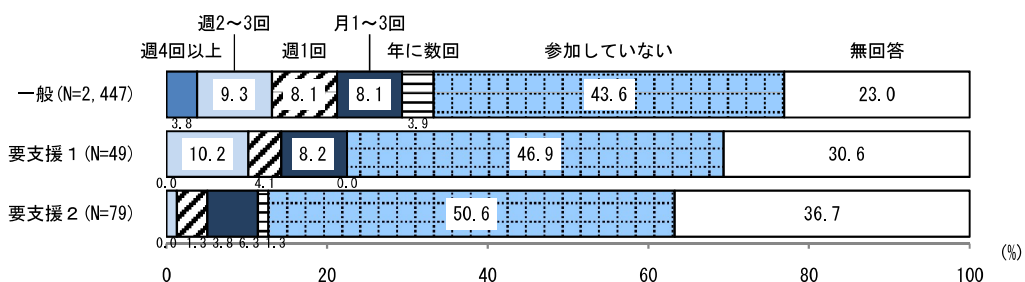 週2～3回 月1～3回
週4回以上 週1回 年に数回 参加していない 無回答
一般(N=2,447) 9.3 8.1 8.1 43.6 23.0
3.8 3.9
要支援1(N=49) 10.2 8.2 46.9 30.6
0.0 4.1 0.0
要支援2(N=79) 50.6 36.7
0.0 1.3 3.8 6.3 1.3
(%)
0 20 40 60 80 100